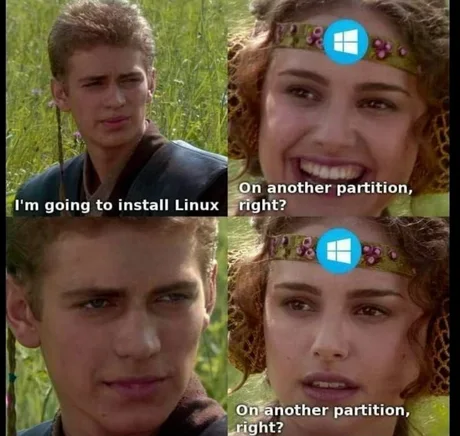 I'm going to install Linux
On another partition,
right?
On another partition,
right?